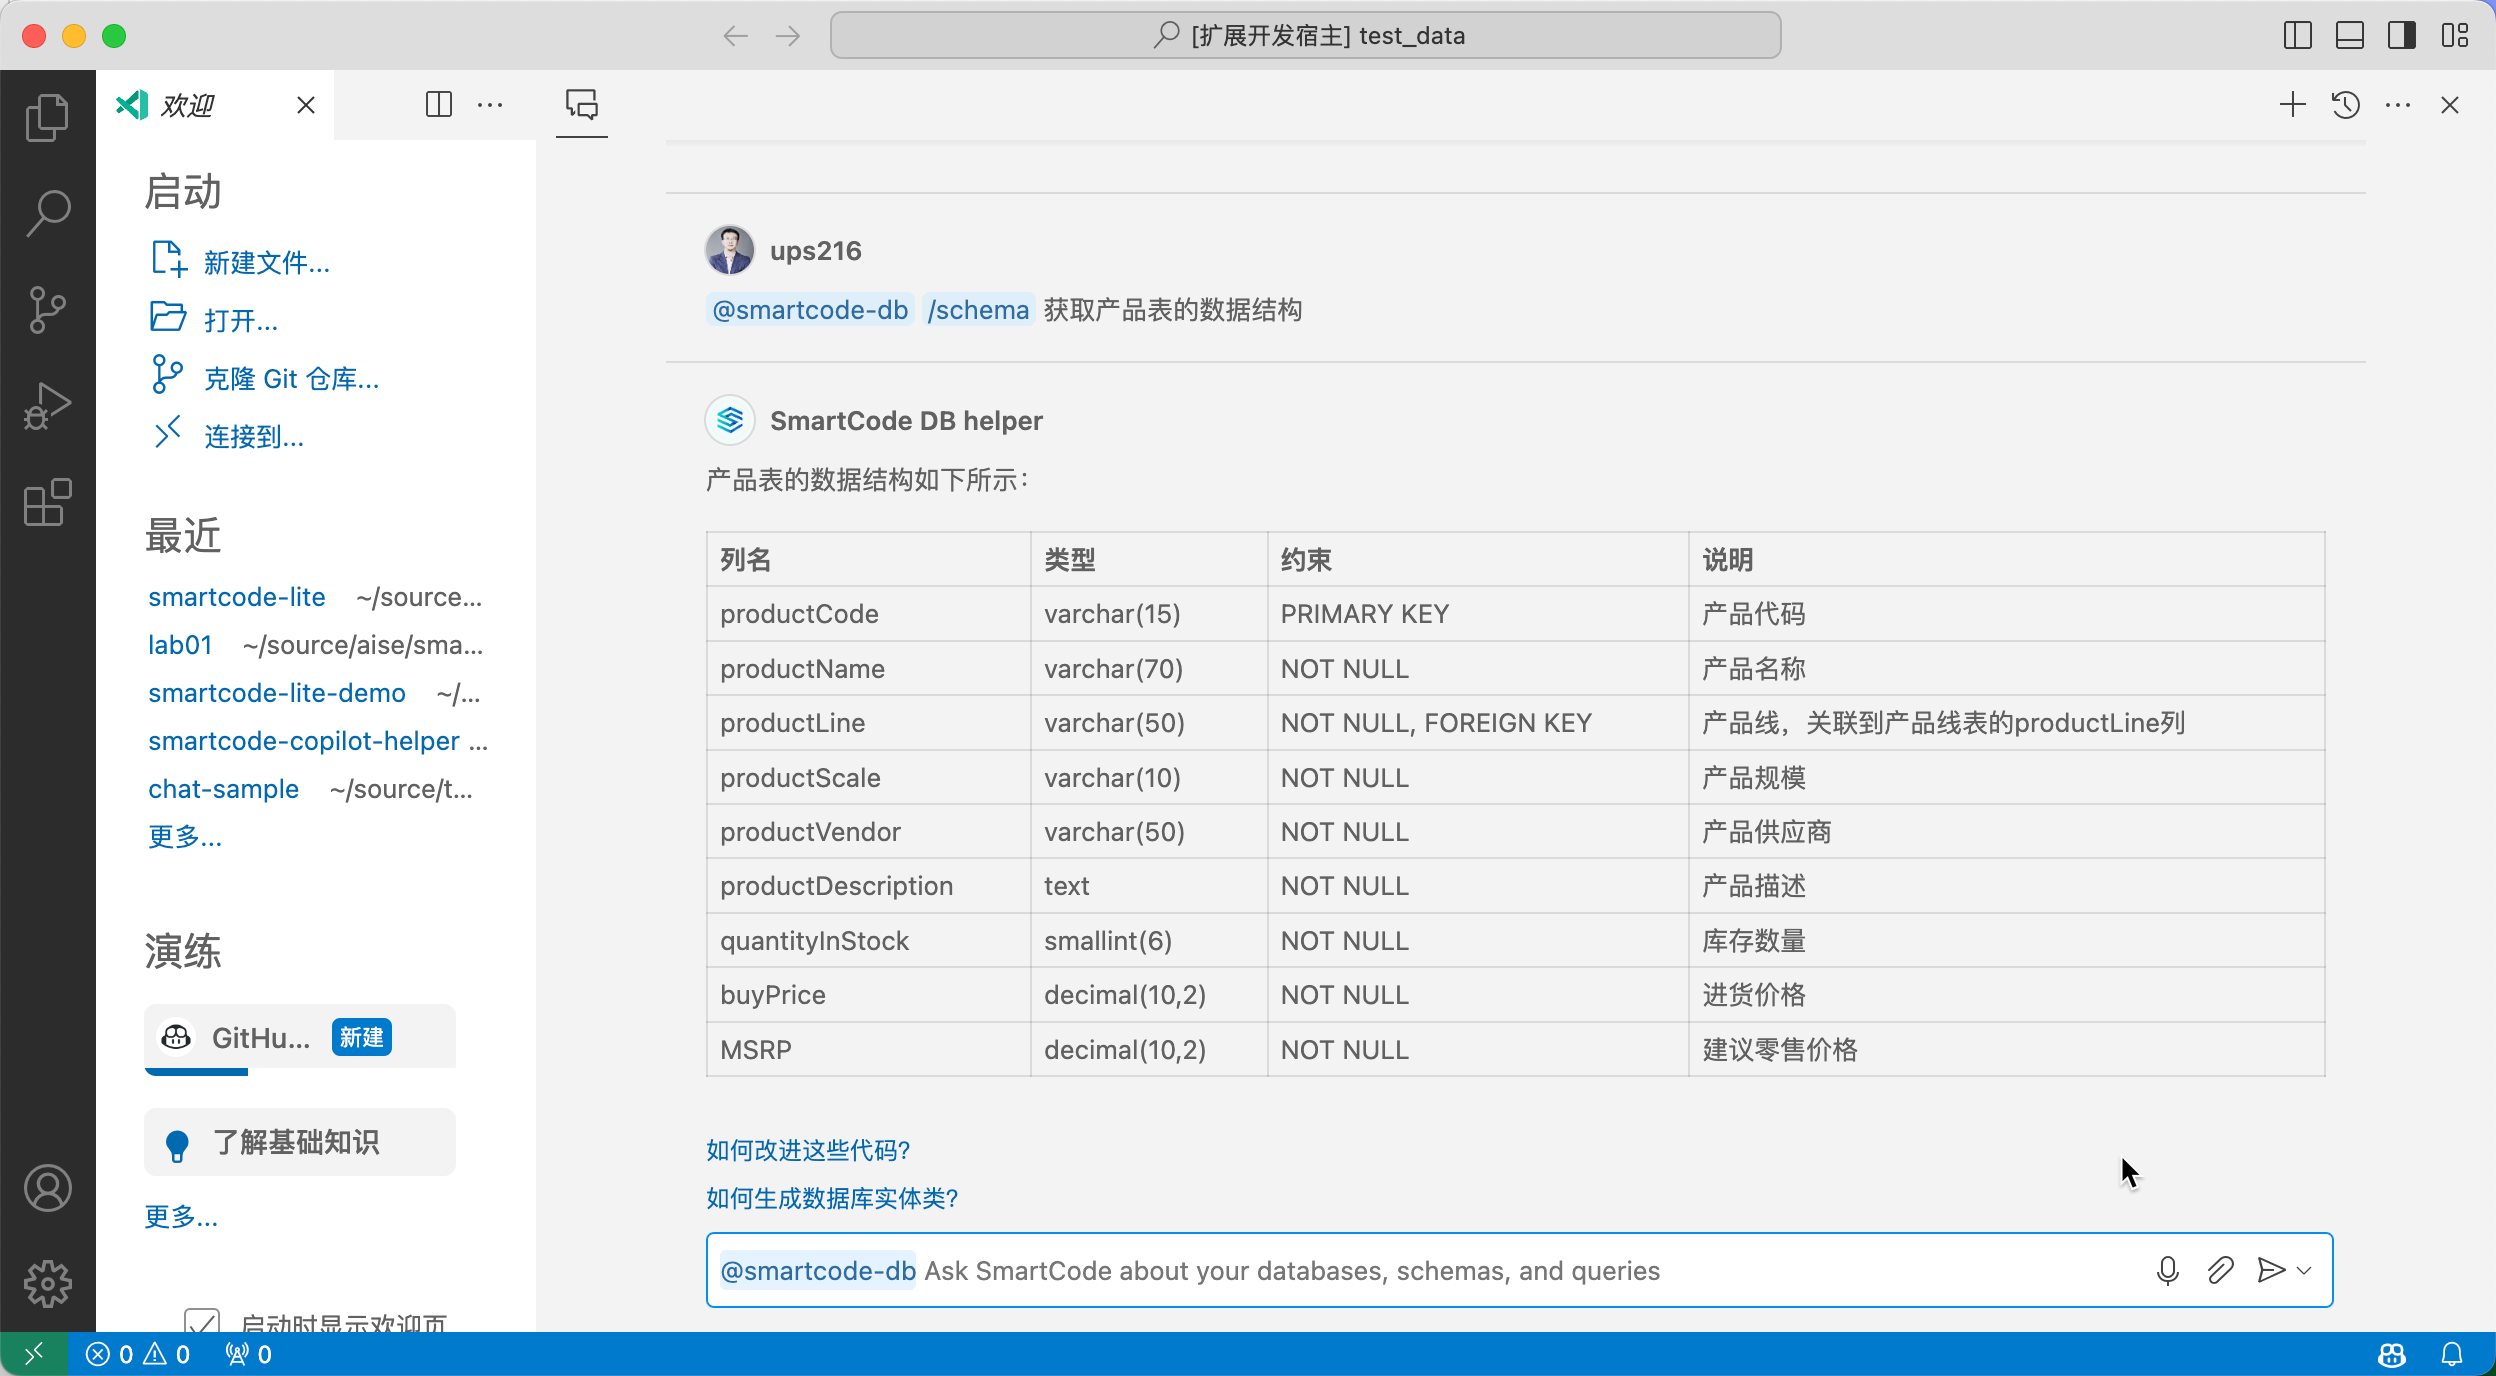 [扩展开发宿主] test_data
欢迎
启动
新建文件...
打开...
克隆 Git 仓库...
连接到...
最近
smartcode-lite ~/source...
lab01 ~/source/aise/sma...
smartcode-lite-demo ~/...
smartcode-copilot-helper ...
chat-sample ~/source/t...
更多...
演练
GitHu... 新建
了解基础知识
更多...
启动时显示欢迎页
ups216
@smartcode-db /schema 获取产品表的数据结构
SmartCode DB helper
产品表的数据结构如下所示：
列名 类型 约束 说明
productCode varchar(15) PRIMARY KEY 产品代码
productName varchar(70) NOT NULL 产品名称
productLine varchar(50) NOT NULL, FOREIGN KEY 产品线，关联到产品线表的productLine列
productScale varchar(10) NOT NULL 产品规模
productVendor varchar(50) NOT NULL 产品供应商
productDescription text NOT NULL 产品描述
quantityInStock smallint(6) NOT NULL 库存数量
buyPrice decimal(10,2) NOT NULL 进货价格
MSRP decimal(10,2) NOT NULL 建议零售价格
如何改进这些代码?
如何生成数据库实体类?
@smartcode-db Ask SmartCode about your databases, schemas, and queries
0 0 0